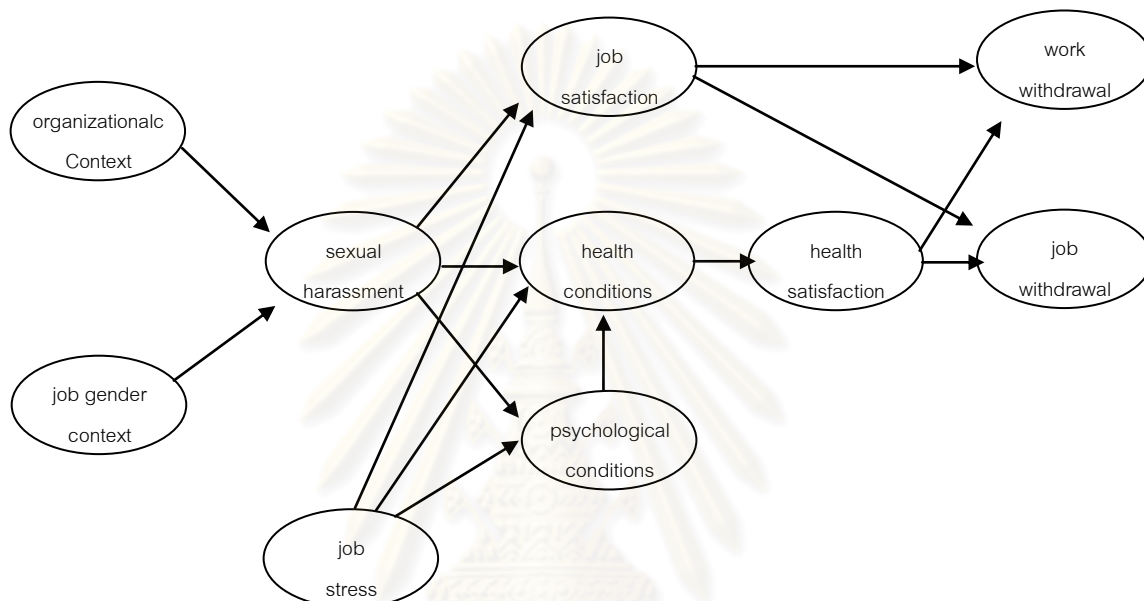 job
satisfaction
work
withdrawal
organizationalc
Context
sexual
harassment
health
conditions
health
satisfaction
job
withdrawal
job gender
context
psychological
conditions
job
stress